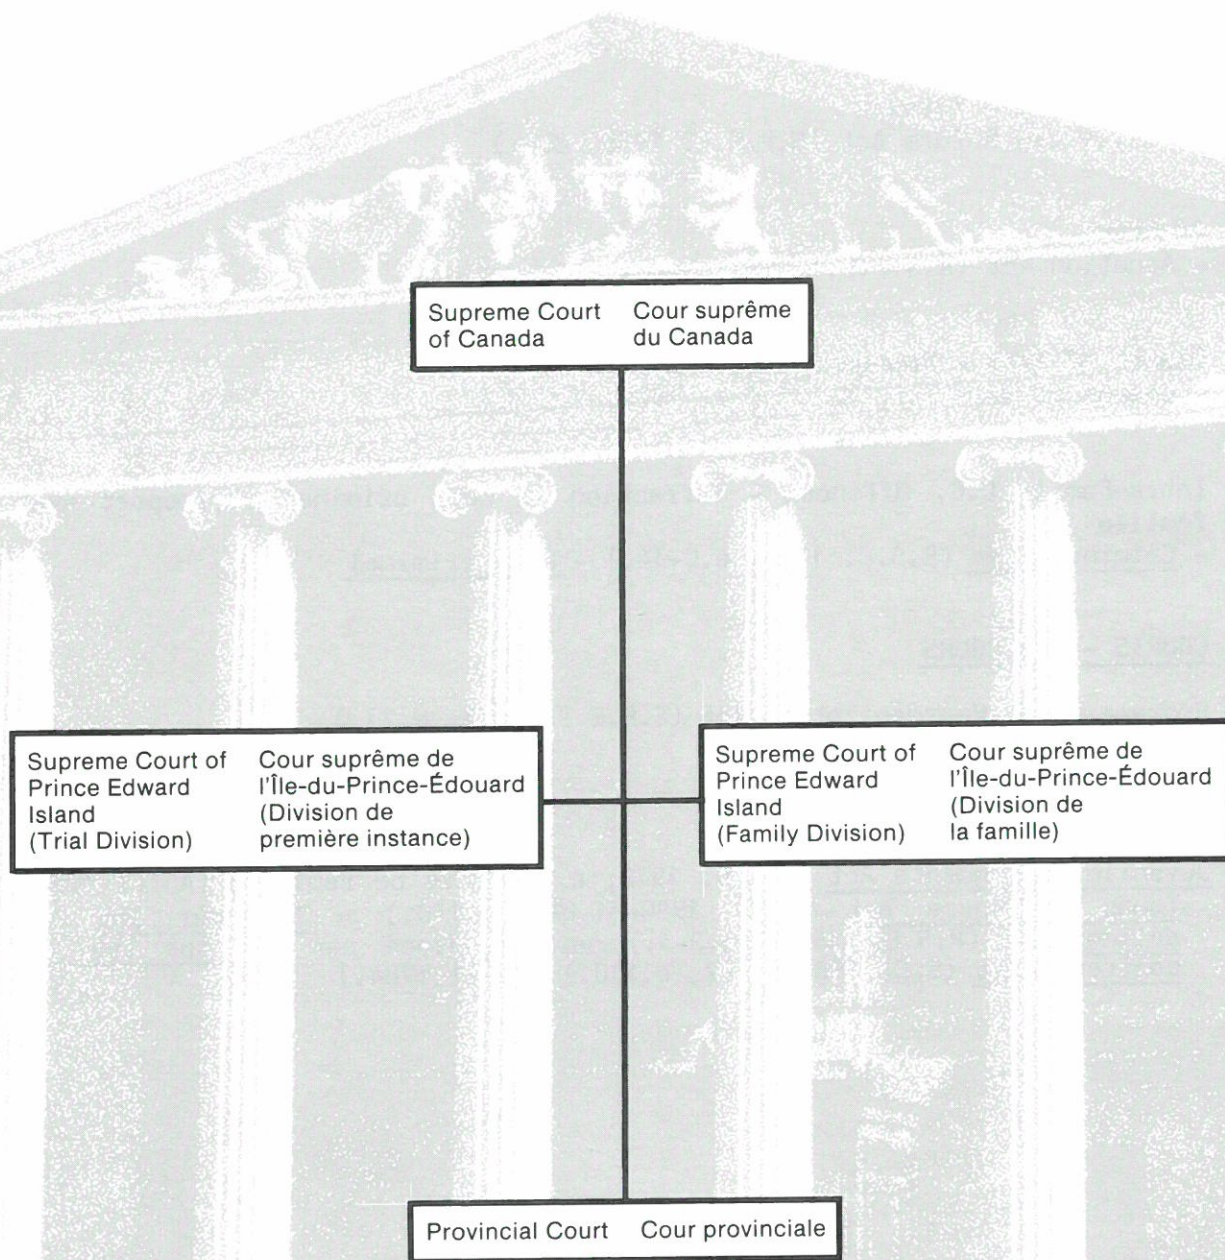 Supreme Court
of Canada
Cour suprême
du Canada
Supreme Court of
Prince Edward
Island
(Trial Division)
Cour suprême de
l'Île-du-Prince-Édouard
(Division de
première instance)
Supreme Court of
Prince Edward
Island
(Family Division)
Cour suprême de
l'Île-du-Prince-Édouard
(Division de
la famille)
Provincial Court
Cour provinciale